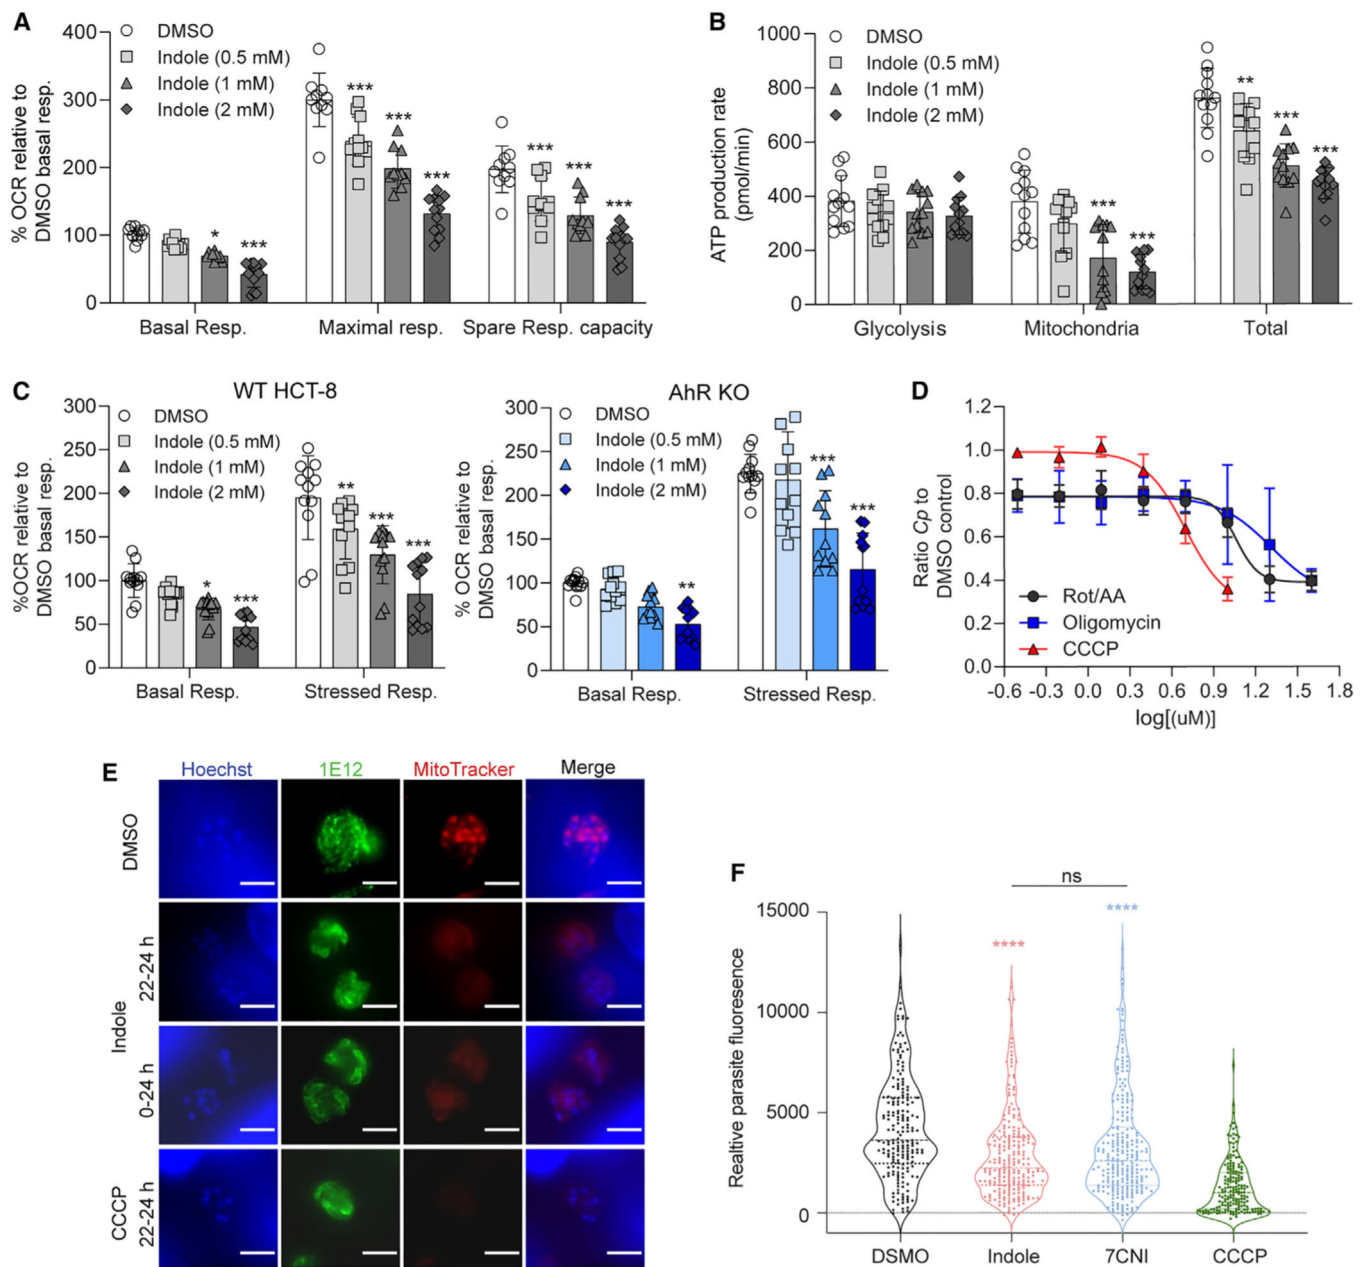 A
% OCR relative to
DMSO basal resp.
400
300
200
100
0
DMSO
Indole (0.5 mM)
Indole (1 mM)
Indole (2 mM)
*
***
***
***
***
***
***
***
Basal Resp.
Maximal resp.
Spare Resp. capacity
B
ATP production rate
(pmol/min)
1000
800
600
400
200
0
DMSO
Indole (0.5 mM)
Indole (1 mM)
Indole (2 mM)
***
***
**
***
***
Glycolysis
Mitochondria
Total
C
WT HCT-8
%OCR relative to
DMSO basal resp.
300
250
200
150
100
50
0
DMSO
Indole (0.5 mM)
Indole (1 mM)
Indole (2 mM)
*
***
**
***
***
Basal Resp.
Stressed Resp.
AhR KO
% OCR relative to
DMSO basal resp.
300
250
200
150
100
50
0
DMSO
Indole (0.5 mM)
Indole (1 mM)
Indole (2 mM)
**
***
***
Basal Resp.
Stressed Resp.
D
Ratio Cp to
DMSO control
1.2
1.0
0.8
0.6
0.4
0.2
0.0
Rot/AA
Oligomycin
CCCP
-0.6 -0.3 0.0 0.3 0.6 0.9 1.2 1.5 1.8
log[(uM)]
E
Hoechst
1E12
MitoTracker
Merge
DMSO
Indole
22-24 h
0-24 h
CCCP
22-24 h
F
ns
****
****
Realtive parasite fluoresence
15000
10000
5000
0
DSMO
Indole
7CNI
CCCP